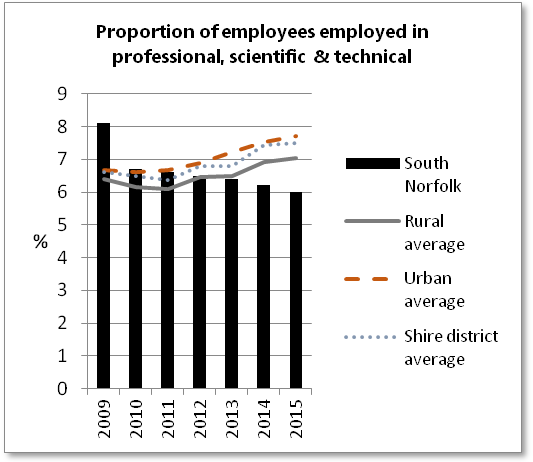 Proportion of employees employed in
professional, scientific & technical
9
8
7
6
5
4
3
2
1
0
%
2009
2010
2011
2012
2013
2014
2015
South
Norfolk
Rural
average
Urban
average
Shire district
average